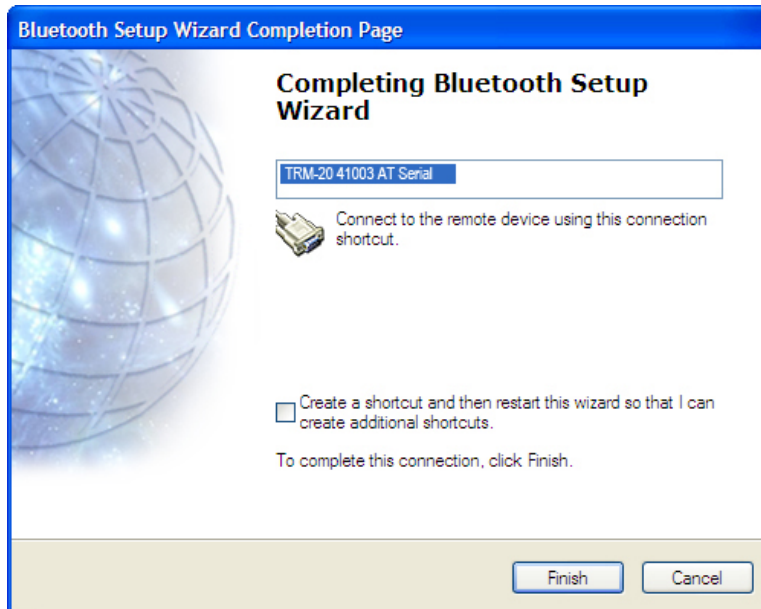 Bluetooth Setup Wizard Completion Page
Completing Bluetooth Setup
Wizard
TRM-20 41003 AT Serial
Connect to the remote device using this connection
shortcut.
Create a shortcut and then restart this wizard so that I can
create additional shortcuts.
To complete this connection, click Finish.
Finish
Cancel